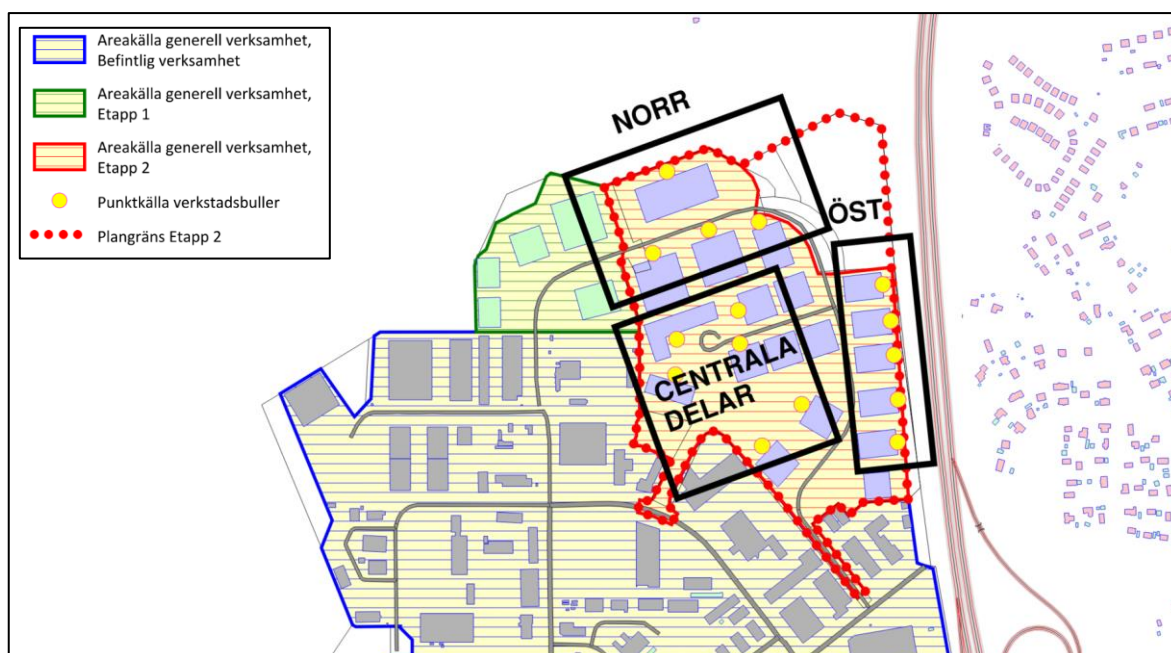 Areakälla generell verksamhet,
Befintlig verksamhet
Areakälla generell verksamhet,
Etapp 1
Areakälla generell verksamhet,
Etapp 2
Punktkälla verkstadsbuller
Plangräns Etapp 2
NORR
ÖST
CENTRALA
DELAR